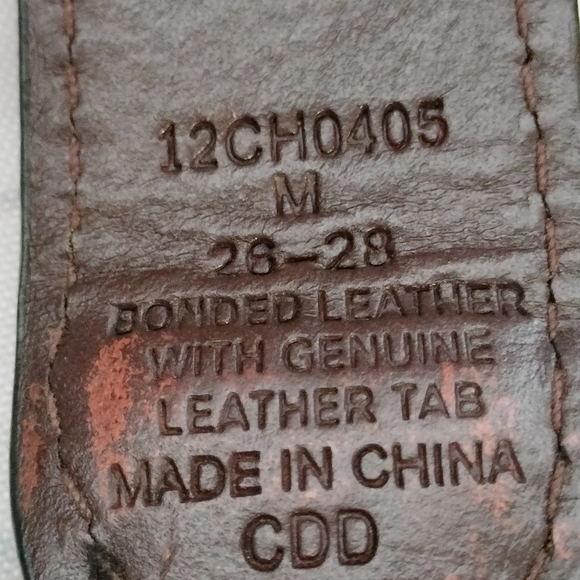 12CH0405
M
26-28
BONDED LEATHER
WITH GENUINE
LEATHER TAB
MADE IN CHINA
CDD